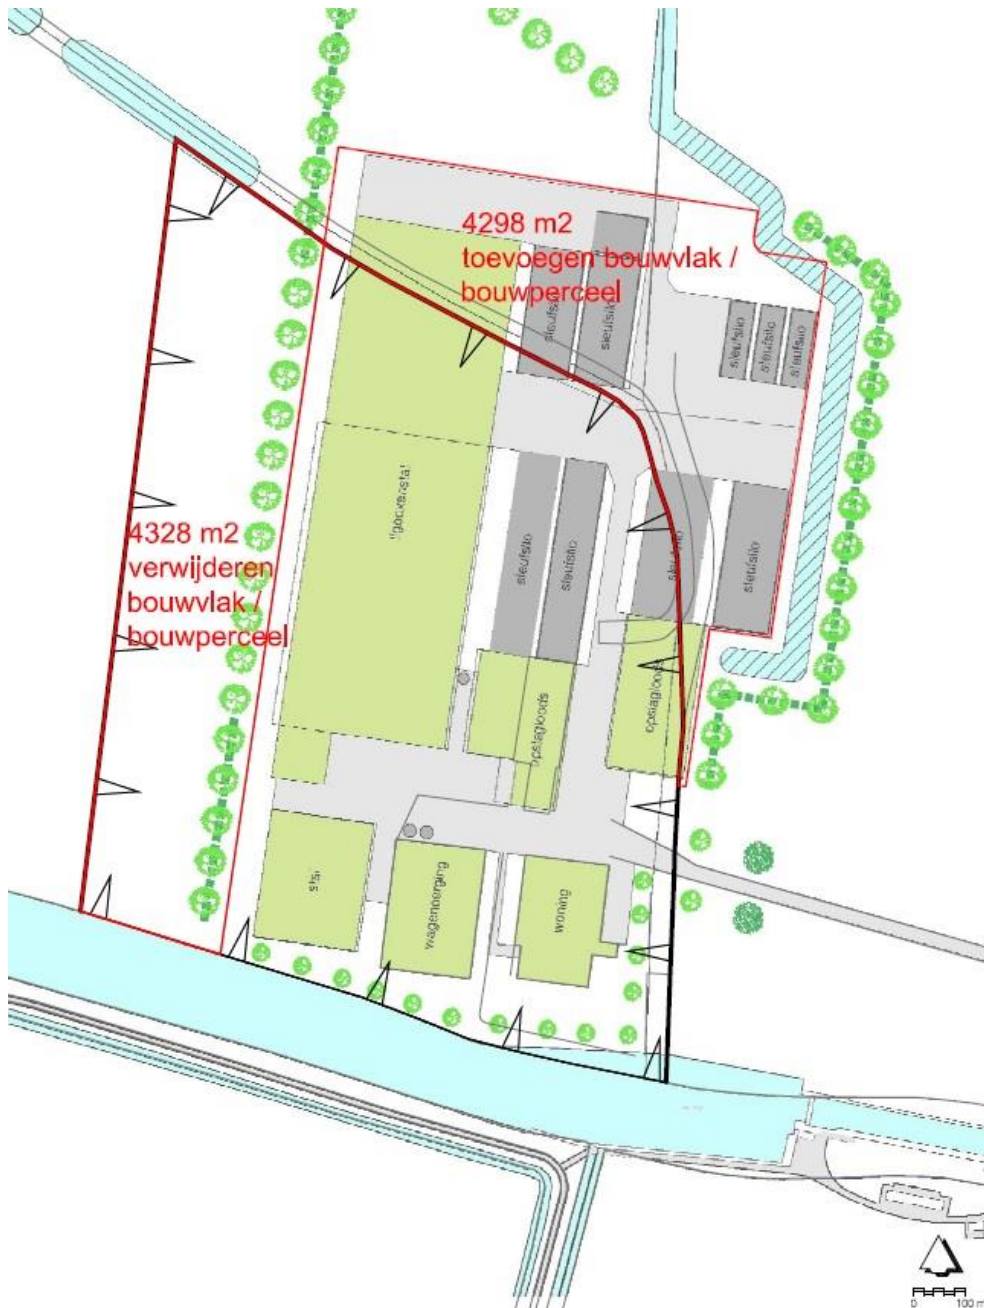 4298 m2
toevoegen bouwvlak /
bouwperceel
sleufsilo
sleufsilo
sleufsilo
sleufsilo
sleufsilo
ligboxenstal
4328 m2
verwijderen
bouwvlak /
bouwperceel
sleufsilo
sleufsilo
sleufsilo
sleufsilo
opslagloods
opslagloods
stal
wagenberging
woning
0 100 m